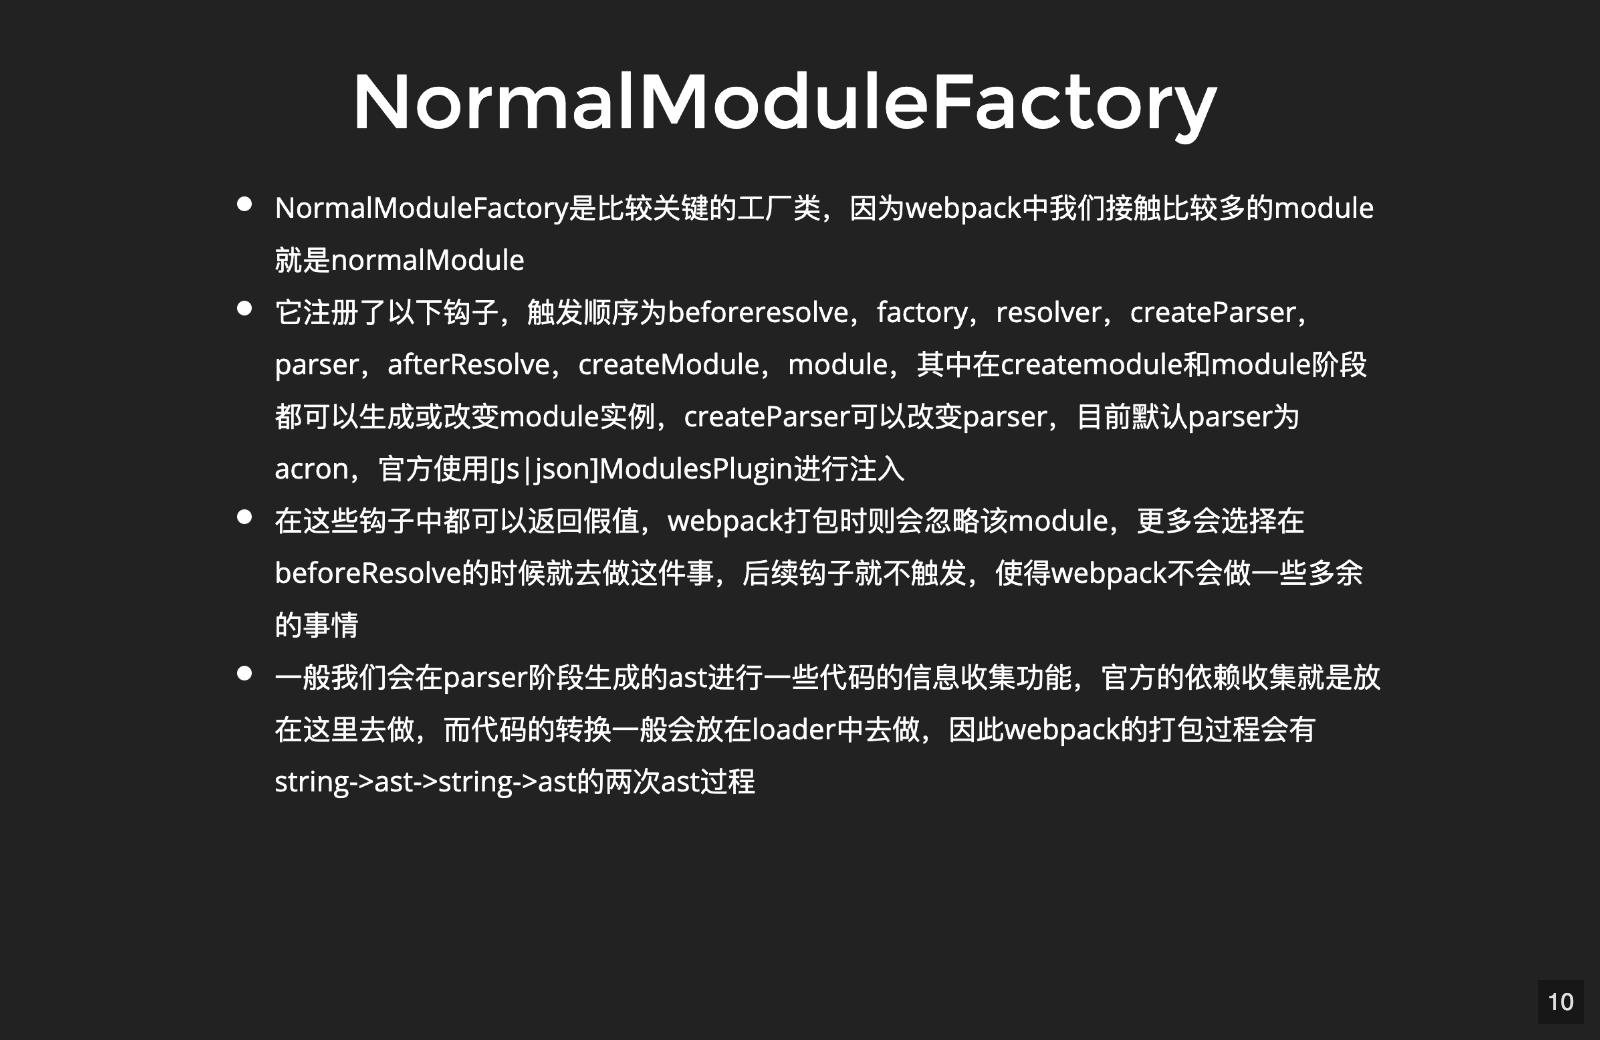 NormalModuleFactory
NormalModuleFactory是比较关键的工厂类，因为webpack中我们接触比较多的module
就是normalModule
它注册了以下钩子，触发顺序为beforeresolve，factory，resolver，createParser，
parser，afterResolve，createModule，module，其中在createmodule和module阶段
都可以生成或改变module实例，createParser可以改变parser，目前默认parser为
acron，官方使用[Js|json]ModulesPlugin进行注入
在这些钩子中都可以返回假值，webpack打包时则会忽略该module，更多会选择在
beforeResolve的时候就去做这件事，后续钩子就不触发，使得webpack不会做一些多余
的事情
一般我们会在parser阶段生成的ast进行一些代码的信息收集功能，官方的依赖收集就是放
在这里去做，而代码的转换一般会放在loader中去做，因此webpack的打包过程会有
string->ast->string->ast的两次ast过程
10